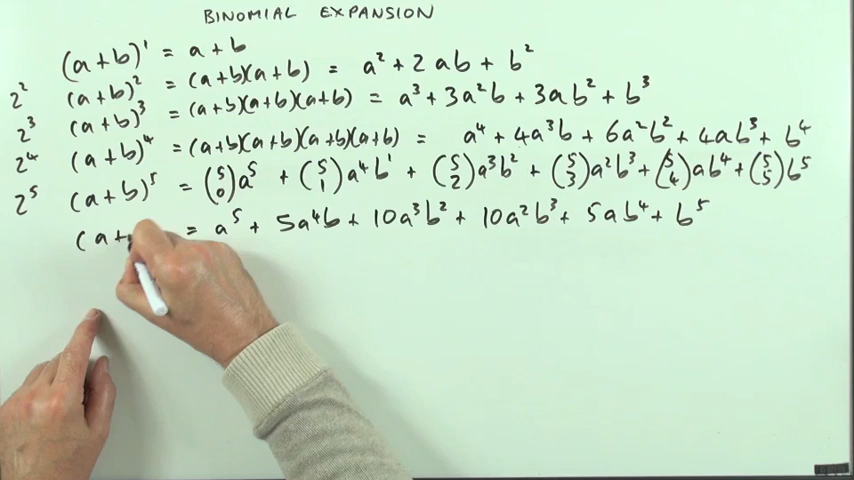 BINOMIAL EXPANSION
(a+b)¹ = a+b
2² (a+b)² = (a+b)(a+b) = a² + 2ab + b²
2³ (a+b)³ = (a+b)(a+b)(a+b) = a³ + 3a²b + 3ab² + b³
2⁴ (a+b)⁴ = (a+b)(a+b)(a+b)(a+b) = a⁴ + 4a³b + 6a²b² + 4ab³ + b⁴
2⁵ (a+b)⁵ = (5 0)a⁵ + (5 1)a⁴b¹ + (5 2)a³b² + (5 3)a²b³ + (5 4)ab⁴ + (5 5)b⁵
(a+ = a⁵ + 5a⁴b + 10a³b² + 10a²b³ + 5ab⁴ + b⁵